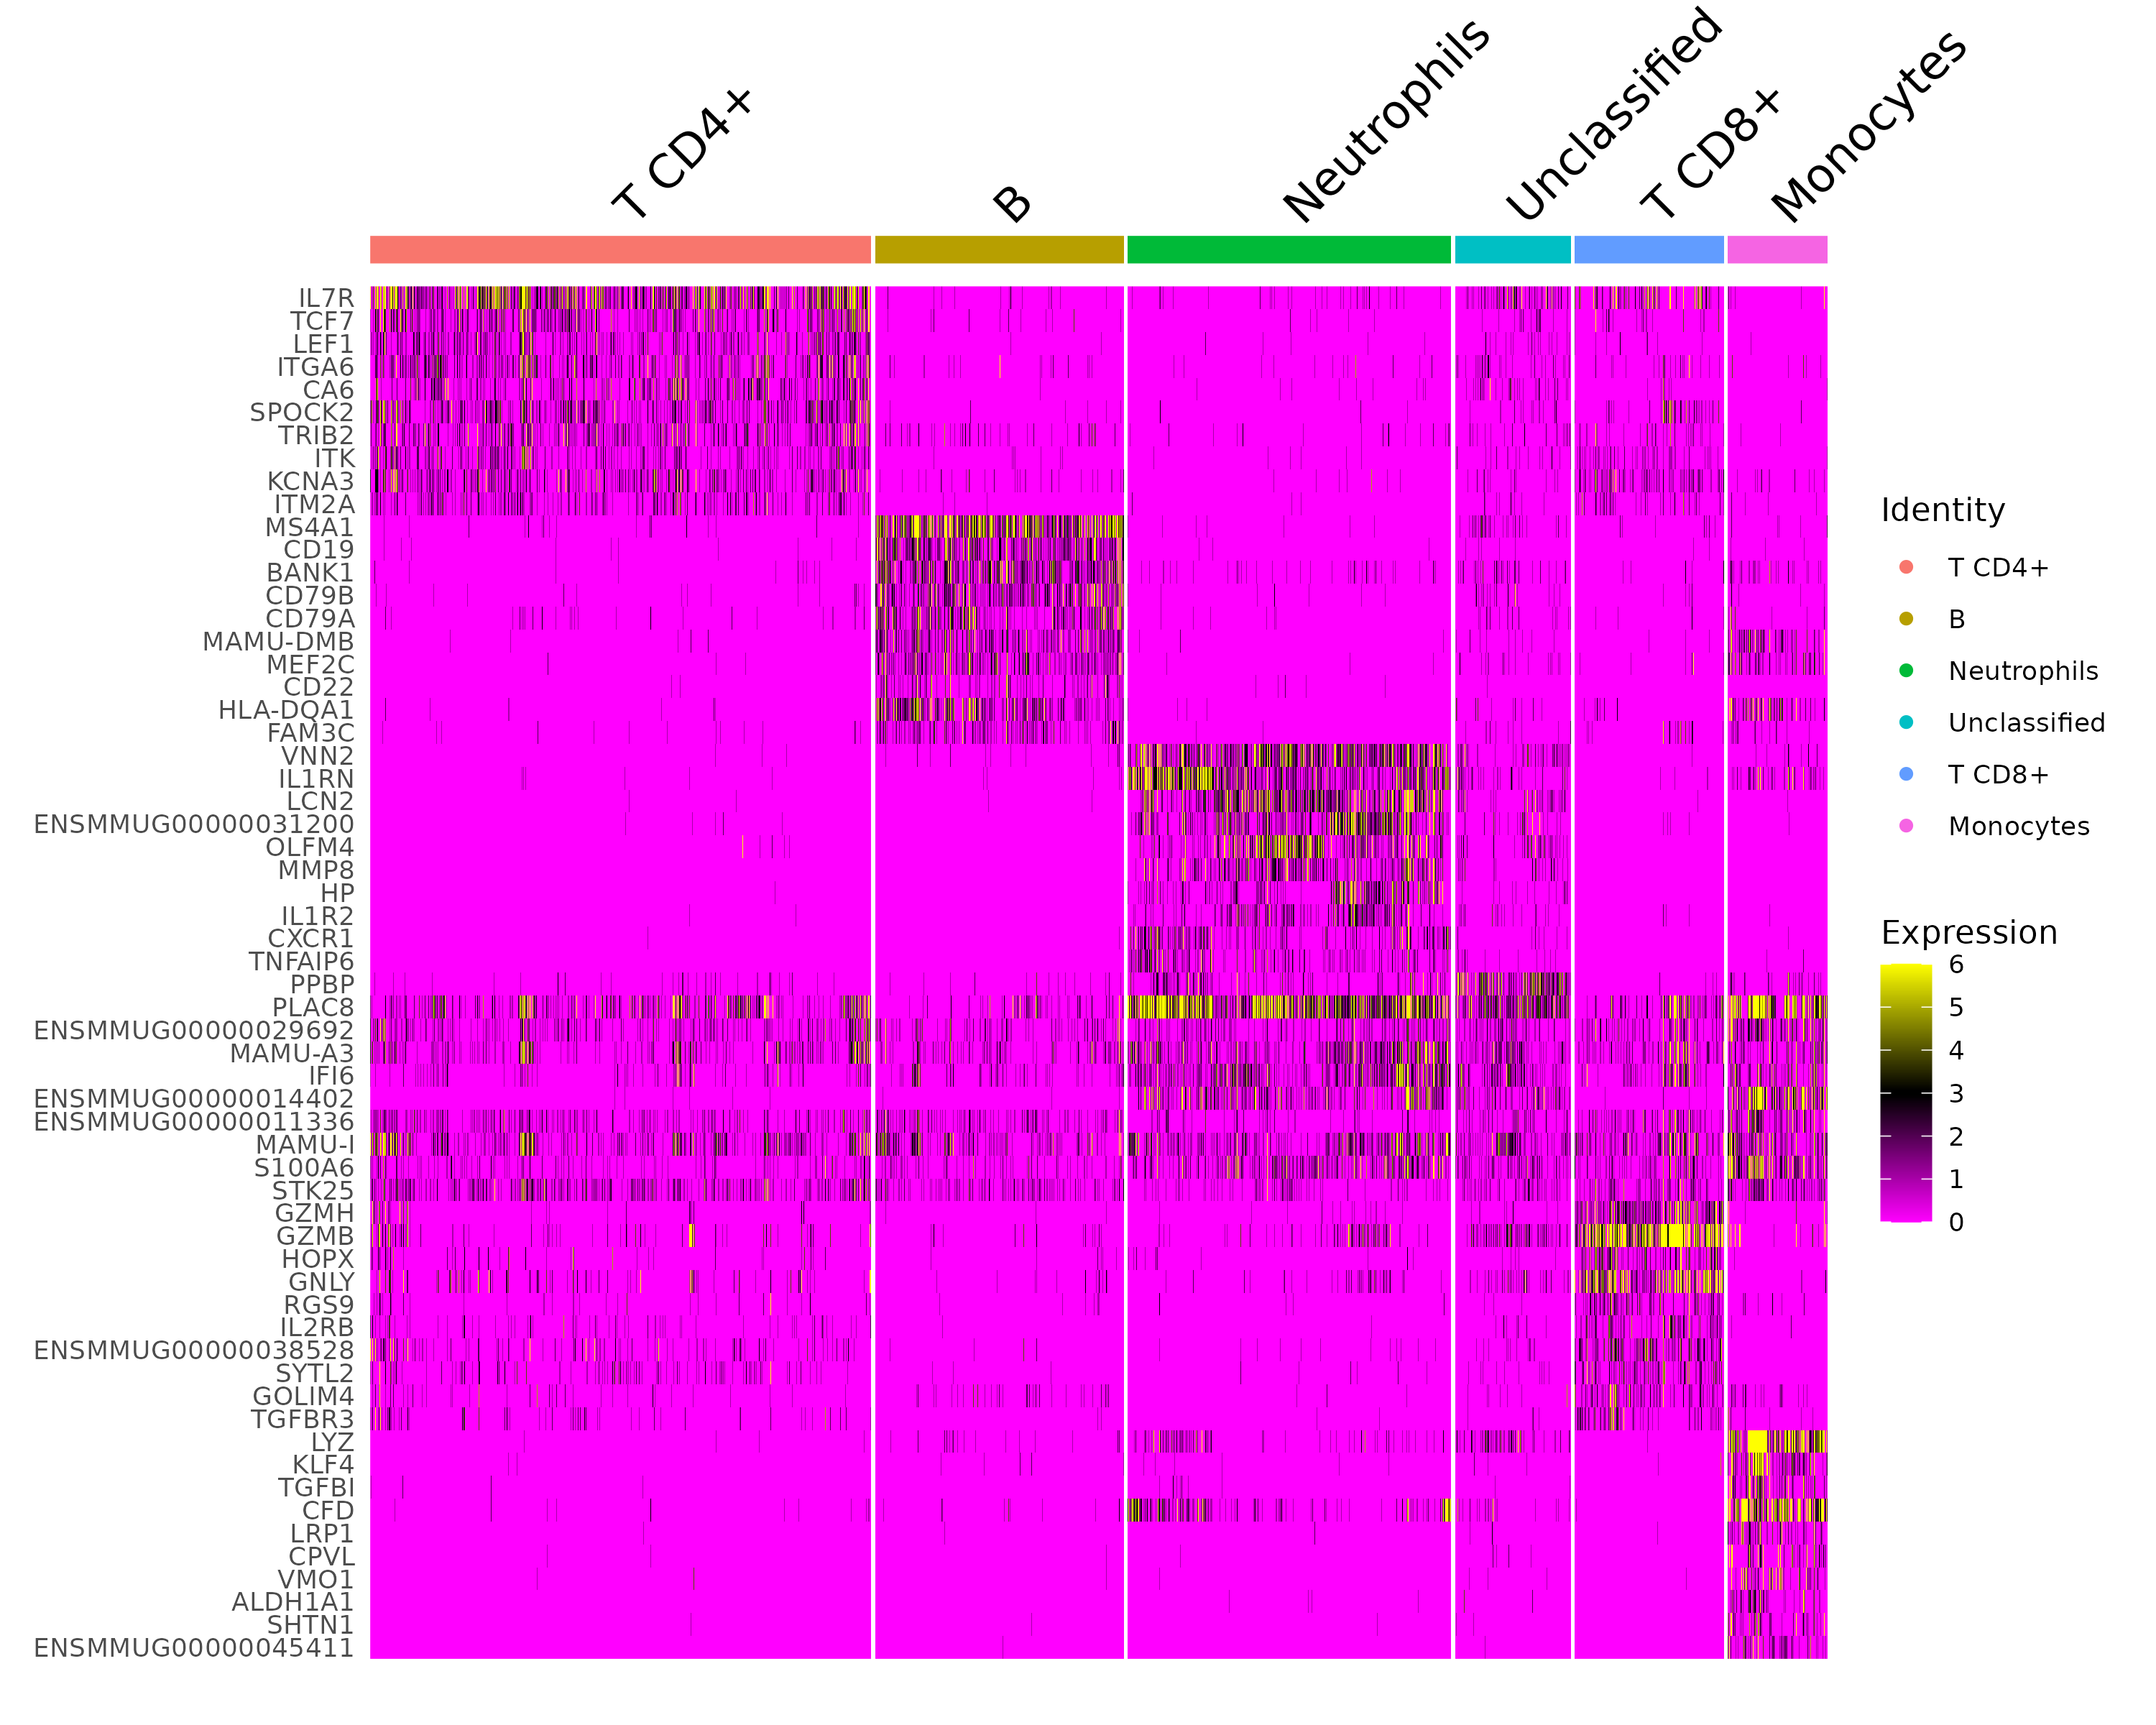 T CD4+
B
Neutrophils
Unclassified
T CD8+
Monocytes
IL7R
TCF7
LEF1
ITGA6
CA6
SPOCK2
TRIB2
ITK
KCNA3
ITM2A
MS4A1
CD19
BANK1
CD79B
CD79A
MAMU-DMB
MEF2C
CD22
HLA-DQA1
FAM3C
VNN2
IL1RN
LCN2
ENSMMUG00000031200
OLFM4
MMP8
HP
IL1R2
CXCR1
TNFAIP6
PPBP
PLAC8
ENSMMUG00000029692
MAMU-A3
IFI6
ENSMMUG00000014402
ENSMMUG00000011336
MAMU-I
S100A6
STK25
GZMH
GZMB
HOPX
GNLY
RGS9
IL2RB
ENSMMUG00000038528
SYTL2
GOLIM4
TGFBR3
LYZ
KLF4
TGFBI
CFD
LRP1
CPVL
VMO1
ALDH1A1
SHTN1
ENSMMUG00000045411
Identity
T CD4+
B
Neutrophils
Unclassified
T CD8+
Monocytes
Expression
6
5
4
3
2
1
0